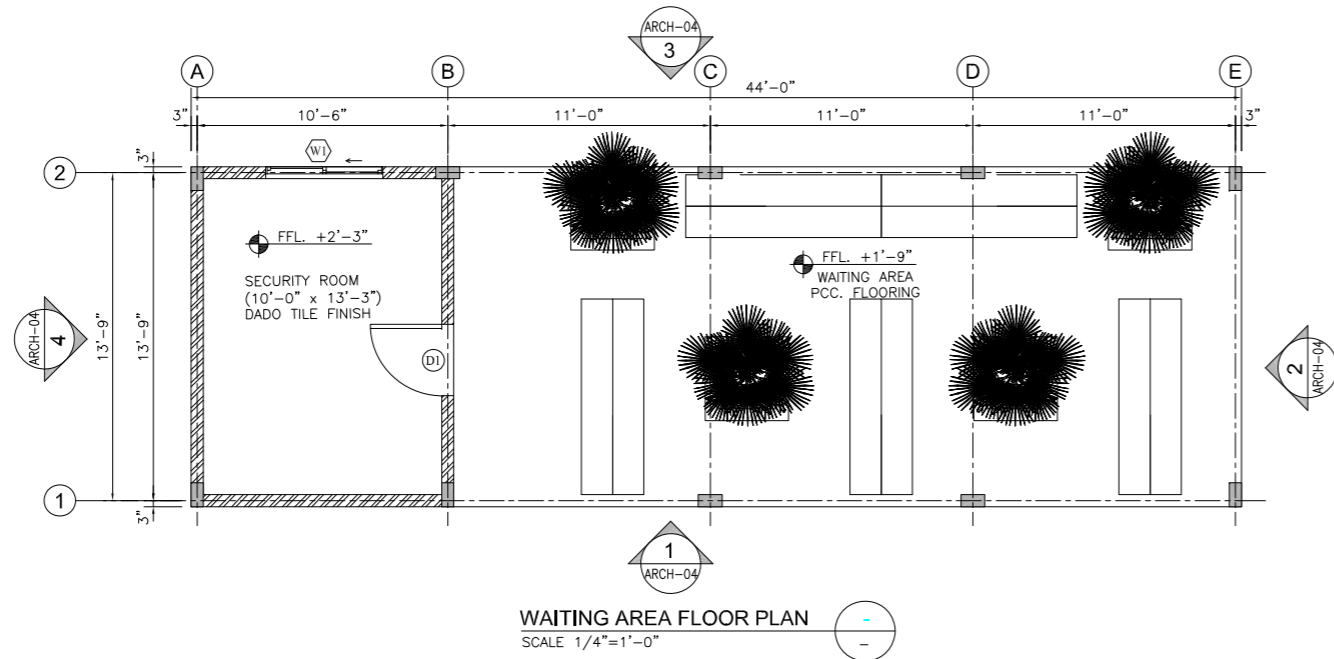 ARCH-04
3
A
B
C
D
E
44'-0"
3"
10'-6"
11'-0"
11'-0"
11'-0"
3"
3"
W1
2
FFL. +2'-3"
FFL. +1'-9"
WAITING AREA
PCC. FLOORING
SECURITY ROOM
(10'-0" x 13'-3")
DADO TILE FINISH
ARCH-04
4
13'-9"
13'-9"
D1
2
ARCH-04
1
3"
1
ARCH-04
WAITING AREA FLOOR PLAN
-
SCALE 1/4"=1'-0"
-